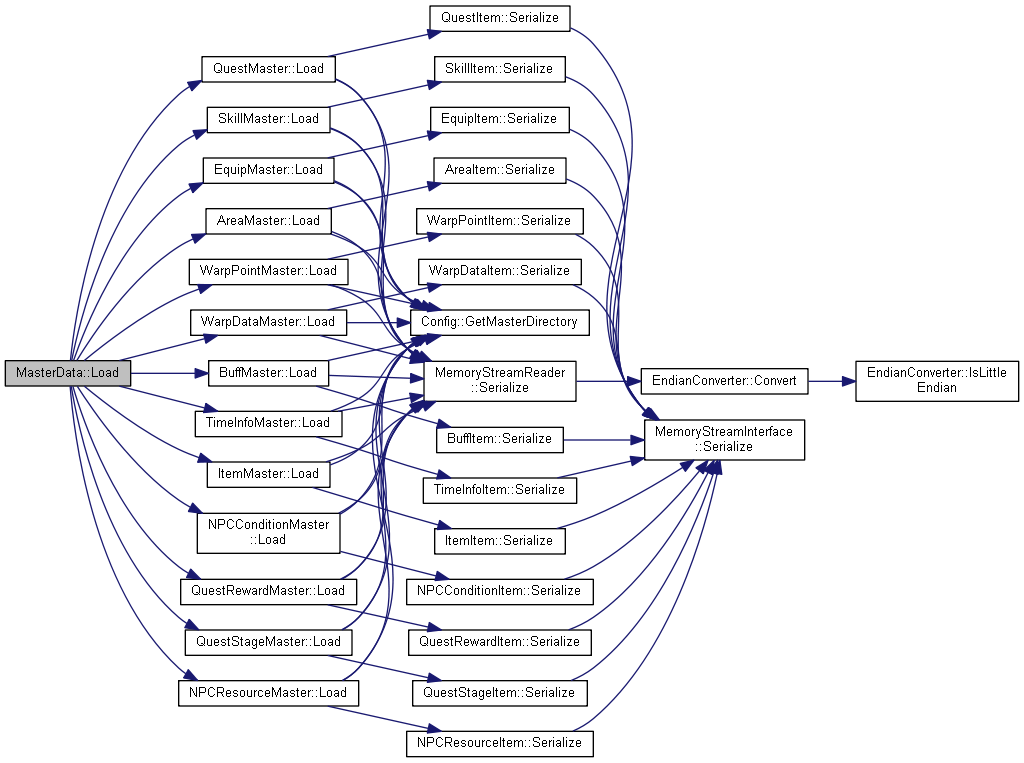 MasterData::Load
QuestMaster::Load
SkillMaster::Load
EquipMaster::Load
AreaMaster::Load
WarpPointMaster::Load
WarpDataMaster::Load
BuffMaster::Load
TimeInfoMaster::Load
ItemMaster::Load
NPCConditionMaster
::Load
QuestRewardMaster::Load
QuestStageMaster::Load
NPCResourceMaster::Load
QuestItem::Serialize
SkillItem::Serialize
EquipItem::Serialize
AreaItem::Serialize
WarpPointItem::Serialize
WarpDataItem::Serialize
Config::GetMasterDirectory
MemoryStreamReader
::Serialize
BuffItem::Serialize
TimeInfoItem::Serialize
ItemItem::Serialize
NPCConditionItem::Serialize
QuestRewardItem::Serialize
QuestStageItem::Serialize
NPCResourceItem::Serialize
EndianConverter::Convert
MemoryStreamInterface
::Serialize
EndianConverter::IsLittle
Endian